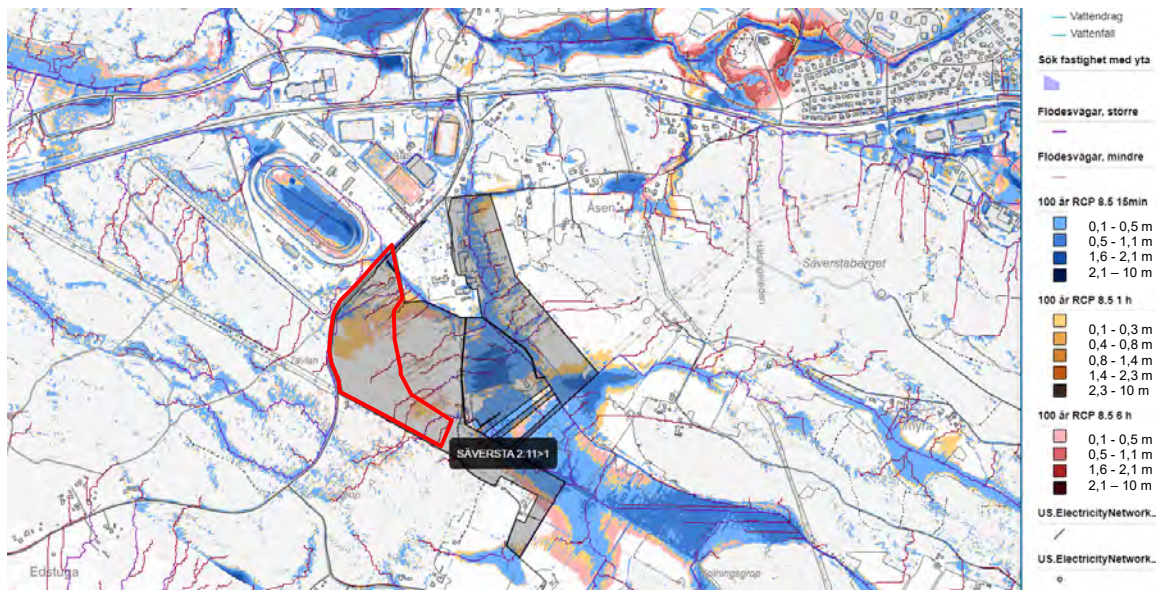 Vattendrag
Vattenfall
Sök fastighet med yta
Flödesvägar, större
Flödesvägar, mindre
100 år RCP 8.5 15min
0,1 - 0,5 m
0,5 - 1,1 m
1,6 - 2,1 m
2,1 – 10 m
100 år RCP 8.5 1 h
0,1 - 0,3 m
0,4 - 0,8 m
0,8 - 1,4 m
1,4 - 2,3 m
2,3 - 10 m
100 år RCP 8.5 6 h
0,1 - 0,5 m
0,5 - 1,1 m
1,6 - 2,1 m
2,1 – 10 m
US.ElectricityNetwork...
US.ElectricityNetwork...
Åsen
Säverstaberget
Tävlan
SÄVERSTA 2:11>1
Edstuga